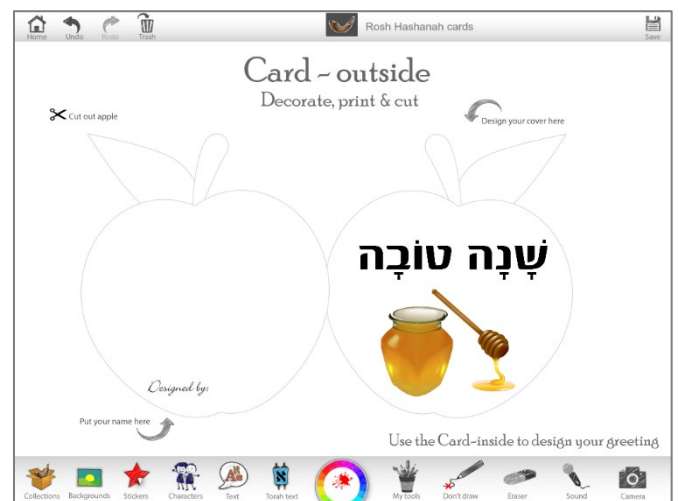 Home Undo Redo Trash Rosh Hashanah cards Save
Card ~ outside
Decorate, print & cut
Cut out apple
Design your cover here
שָׁנָה טוֹבָה
Designed by:
Put your name here
Use the Card-inside to design your greeting
Collections Backgrounds Stickers Characters Text Torah text My tools Don't draw Eraser Sound Camera